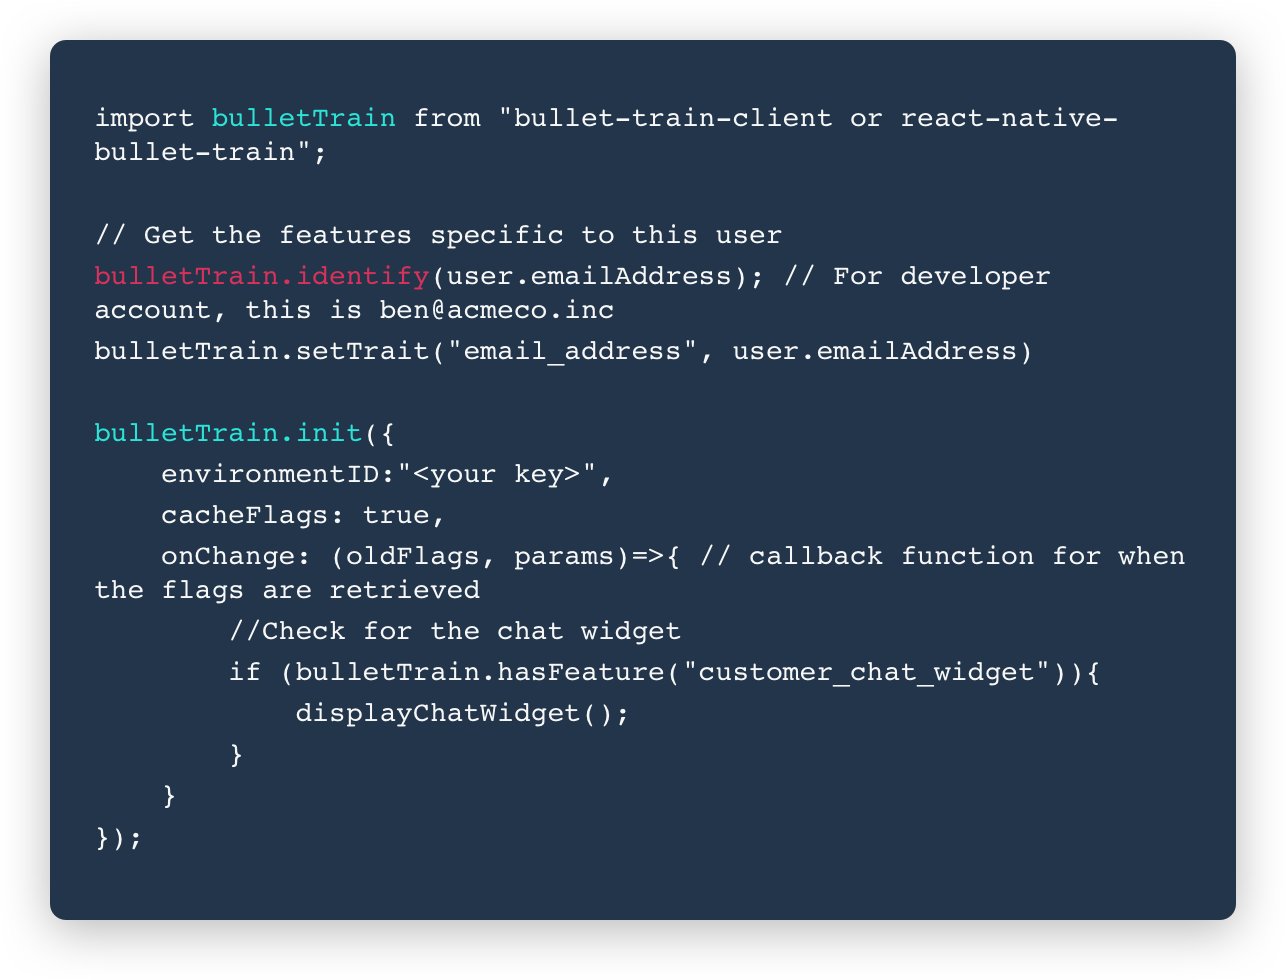 import bulletTrain from "bullet-train-client or react-native-
bullet-train";
// Get the features specific to this user
bulletTrain.identify(user.emailAddress); // For developer
account, this is ben@acmeco.inc
bulletTrain.setTrait("email_address", user.emailAddress)
bulletTrain.init({
    environmentID:"<your key>",
    cacheFlags: true,
    onChange: (oldFlags, params)=>{ // callback function for when
the flags are retrieved
        //Check for the chat widget
        if (bulletTrain.hasFeature("customer_chat_widget")){
            displayChatWidget();
        }
    }
});